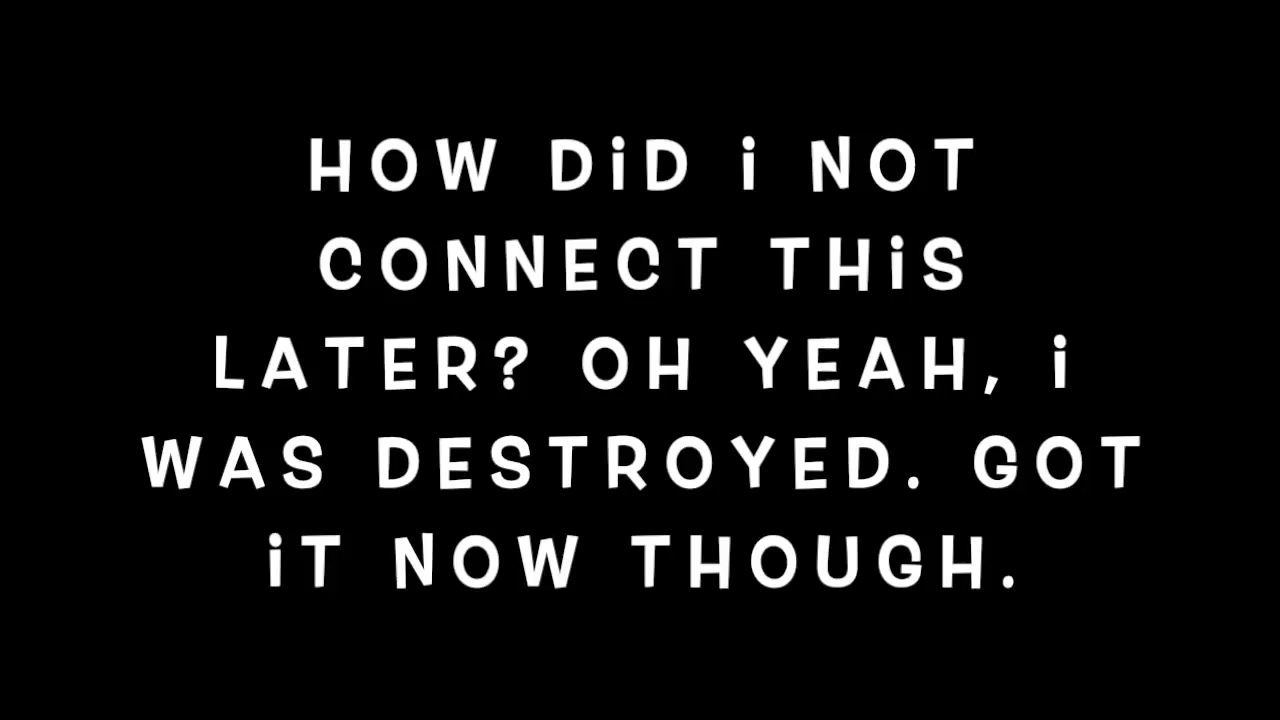 HOW DiD i NOT
CONNECT THiS
LATER? OH YEAH, i
WAS DESTROYED. GOT
iT NOW THOUGH.